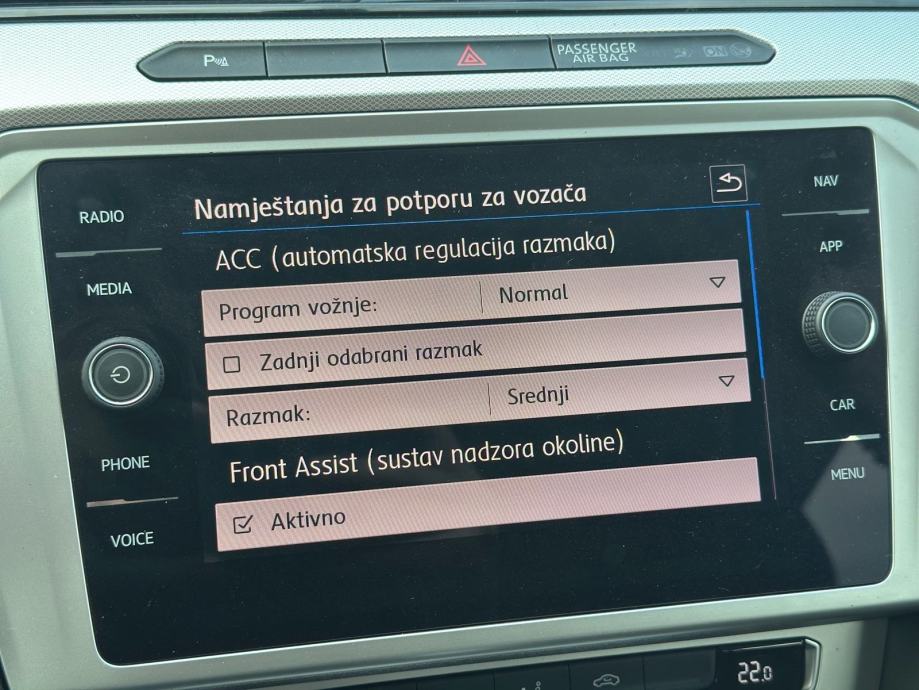 P
PASSENGER
AIR BAG
ON
RADIO
MEDIA
PHONE
VOICE
Namještanja za potporu za vozača
ACC (automatska regulacija razmaka)
Program vožnje: Normal
Zadnji odabrani razmak
Razmak: Srednji
Front Assist (sustav nadzora okoline)
Aktivno
NAV
APP
CAR
MENU
22.0